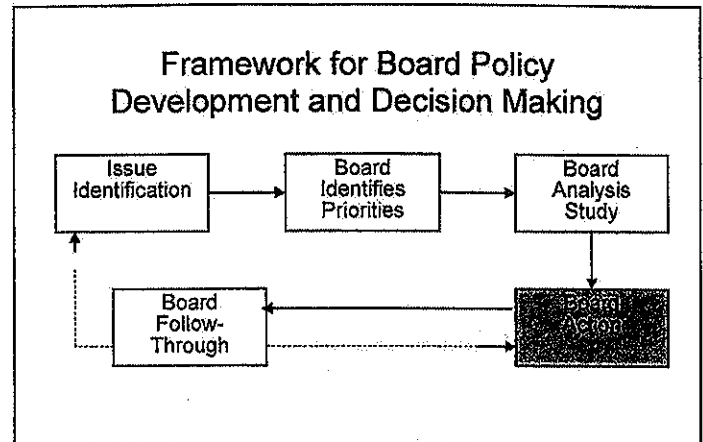 Framework for Board Policy
Development and Decision Making
Issue
Identification
Board
Identifies
Priorities
Board
Analysis
Study
Board
Follow-
Through
Board
Action